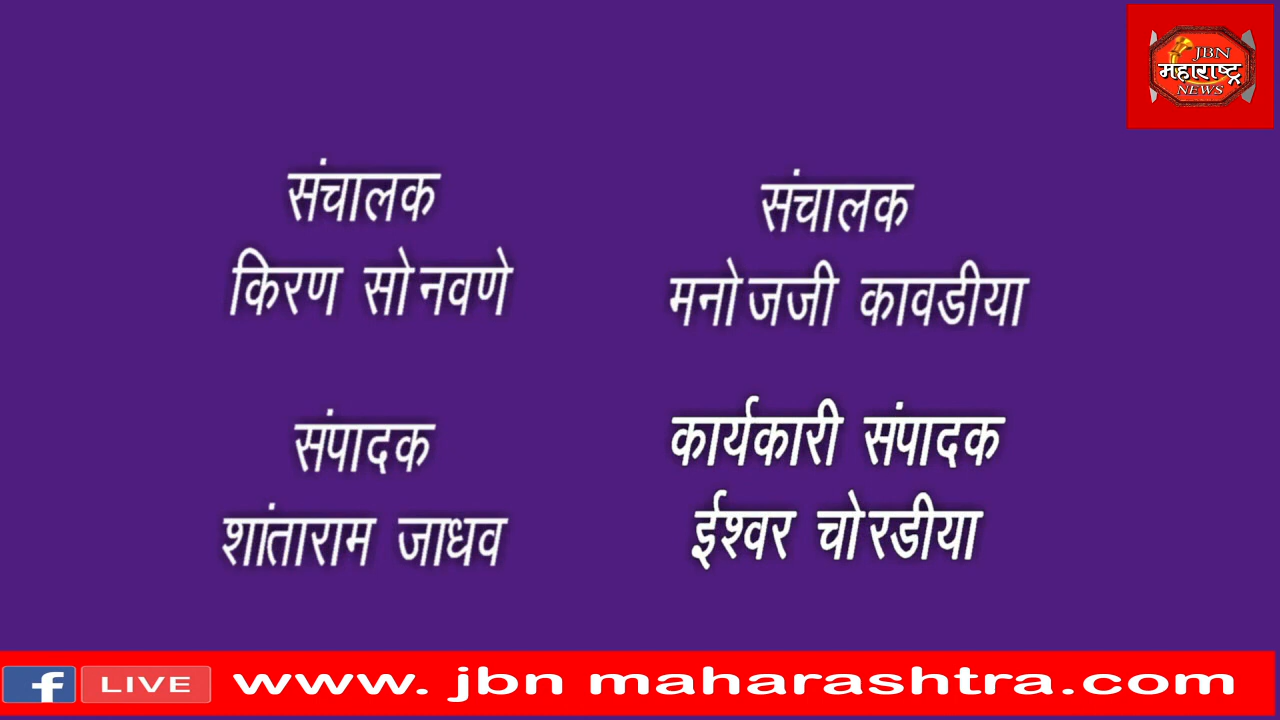 JBN
महाराष्ट्र
NEWS
संचालक
किरण सोनवणे
संचालक
मनोजजी कावडीया
संपादक
शांताराम जाधव
कार्यकारी संपादक
ईश्वर चोरडीया
f LIVE www. jbn maharashtra.com